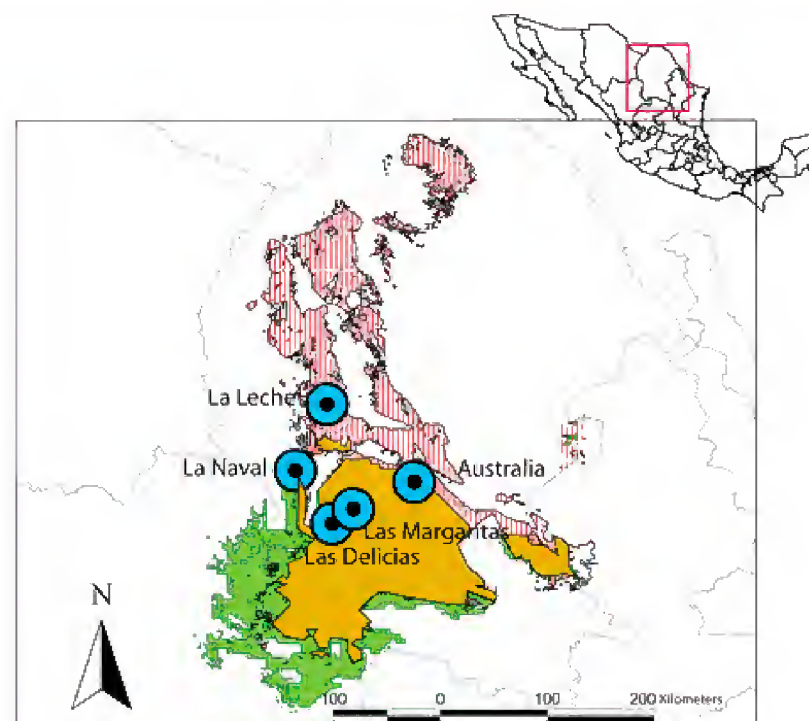 La Leche
La Naval
Australia
Las Margaritas
Las Delicias
N
100 0 100 200 Kilometers